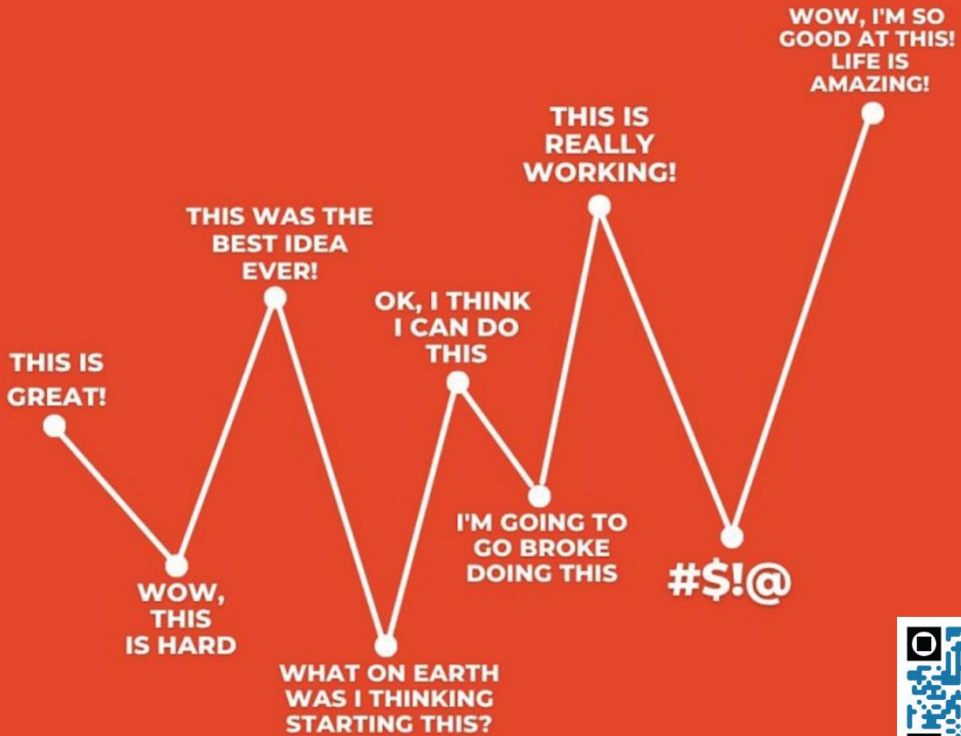 THIS IS
GREAT!
WOW,
THIS
IS HARD
THIS WAS THE
BEST IDEA
EVER!
WHAT ON EARTH
WAS I THINKING
STARTING THIS?
OK, I THINK
I CAN DO
THIS
I'M GOING TO
GO BROKE
DOING THIS
THIS IS
REALLY
WORKING!
#$!@
WOW, I'M SO
GOOD AT THIS!
LIFE IS
AMAZING!